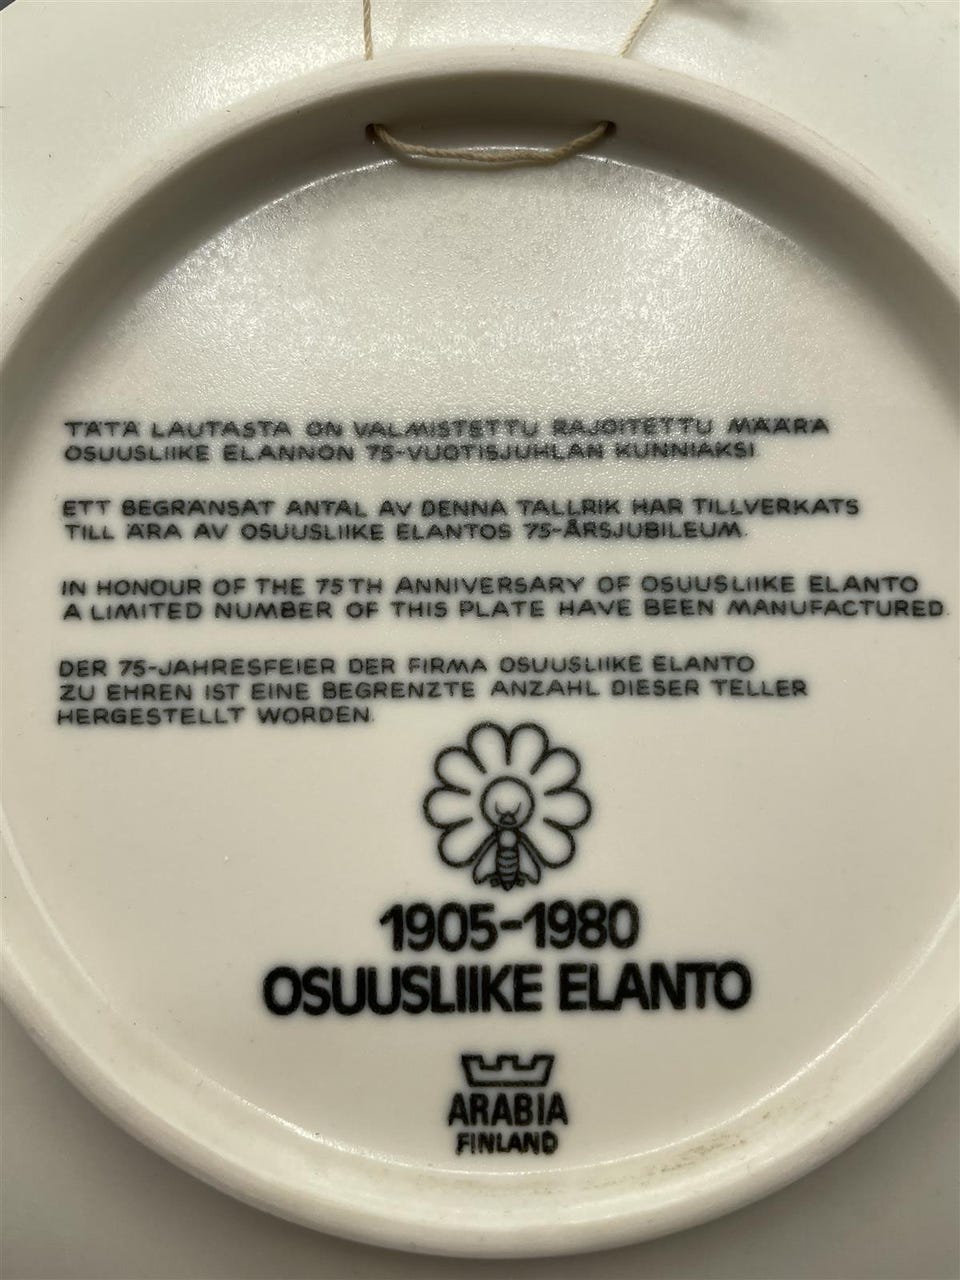 TÄTÄ LAUTASTA ON VALMISTETTU RAJOITETTU MÄÄRÄ
OSUUSLIIKE ELANNON 75-VUOTISJUHLAN KUNNIAKSI
ETT BEGRÄNSAT ANTAL AV DENNA TALLRIK HAR TILLVERKATS
TILL ÄRA AV OSUUSLIIKE ELANTOS 75-ÅRSJUBILEUM.
IN HONOUR OF THE 75TH ANNIVERSARY OF OSUUSLIIKE ELANTO
A LIMITED NUMBER OF THIS PLATE HAVE BEEN MANUFACTURED.
DER 75-JAHRESFEIER DER FIRMA OSUUSLIIKE ELANTO
ZU EHREN IST EINE BEGRENZTE ANZAHL DIESER TELLER
HERGESTELLT WORDEN.
1905-1980
OSUUSLIIKE ELANTO
ARABIA
FINLAND